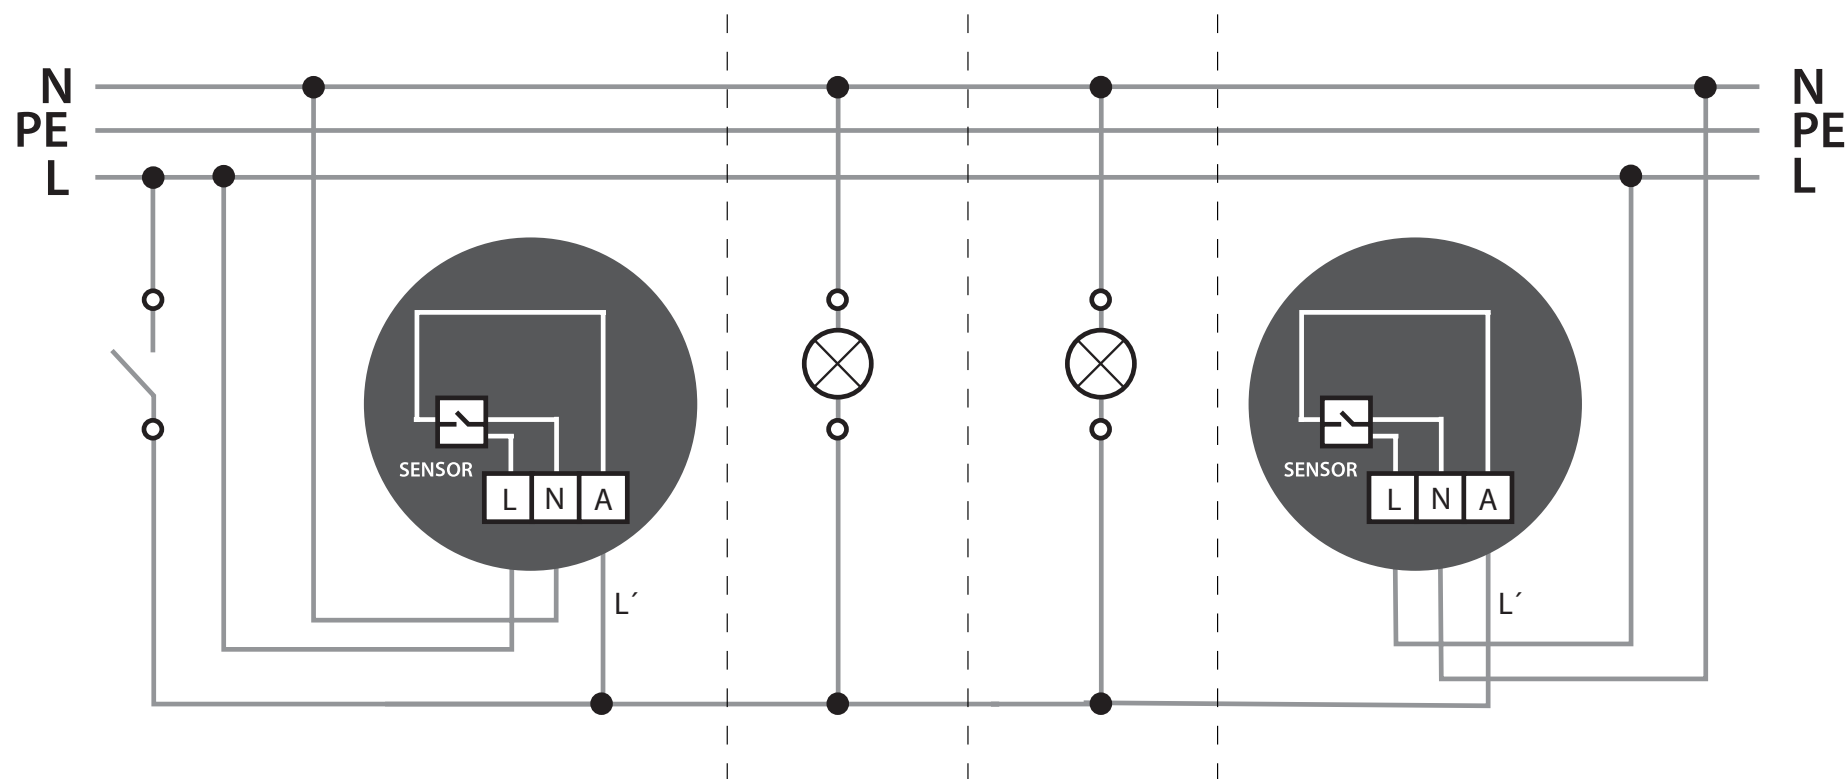 N N
PE PE
L L
SENSOR SENSOR
L N A L N A
L´ L´